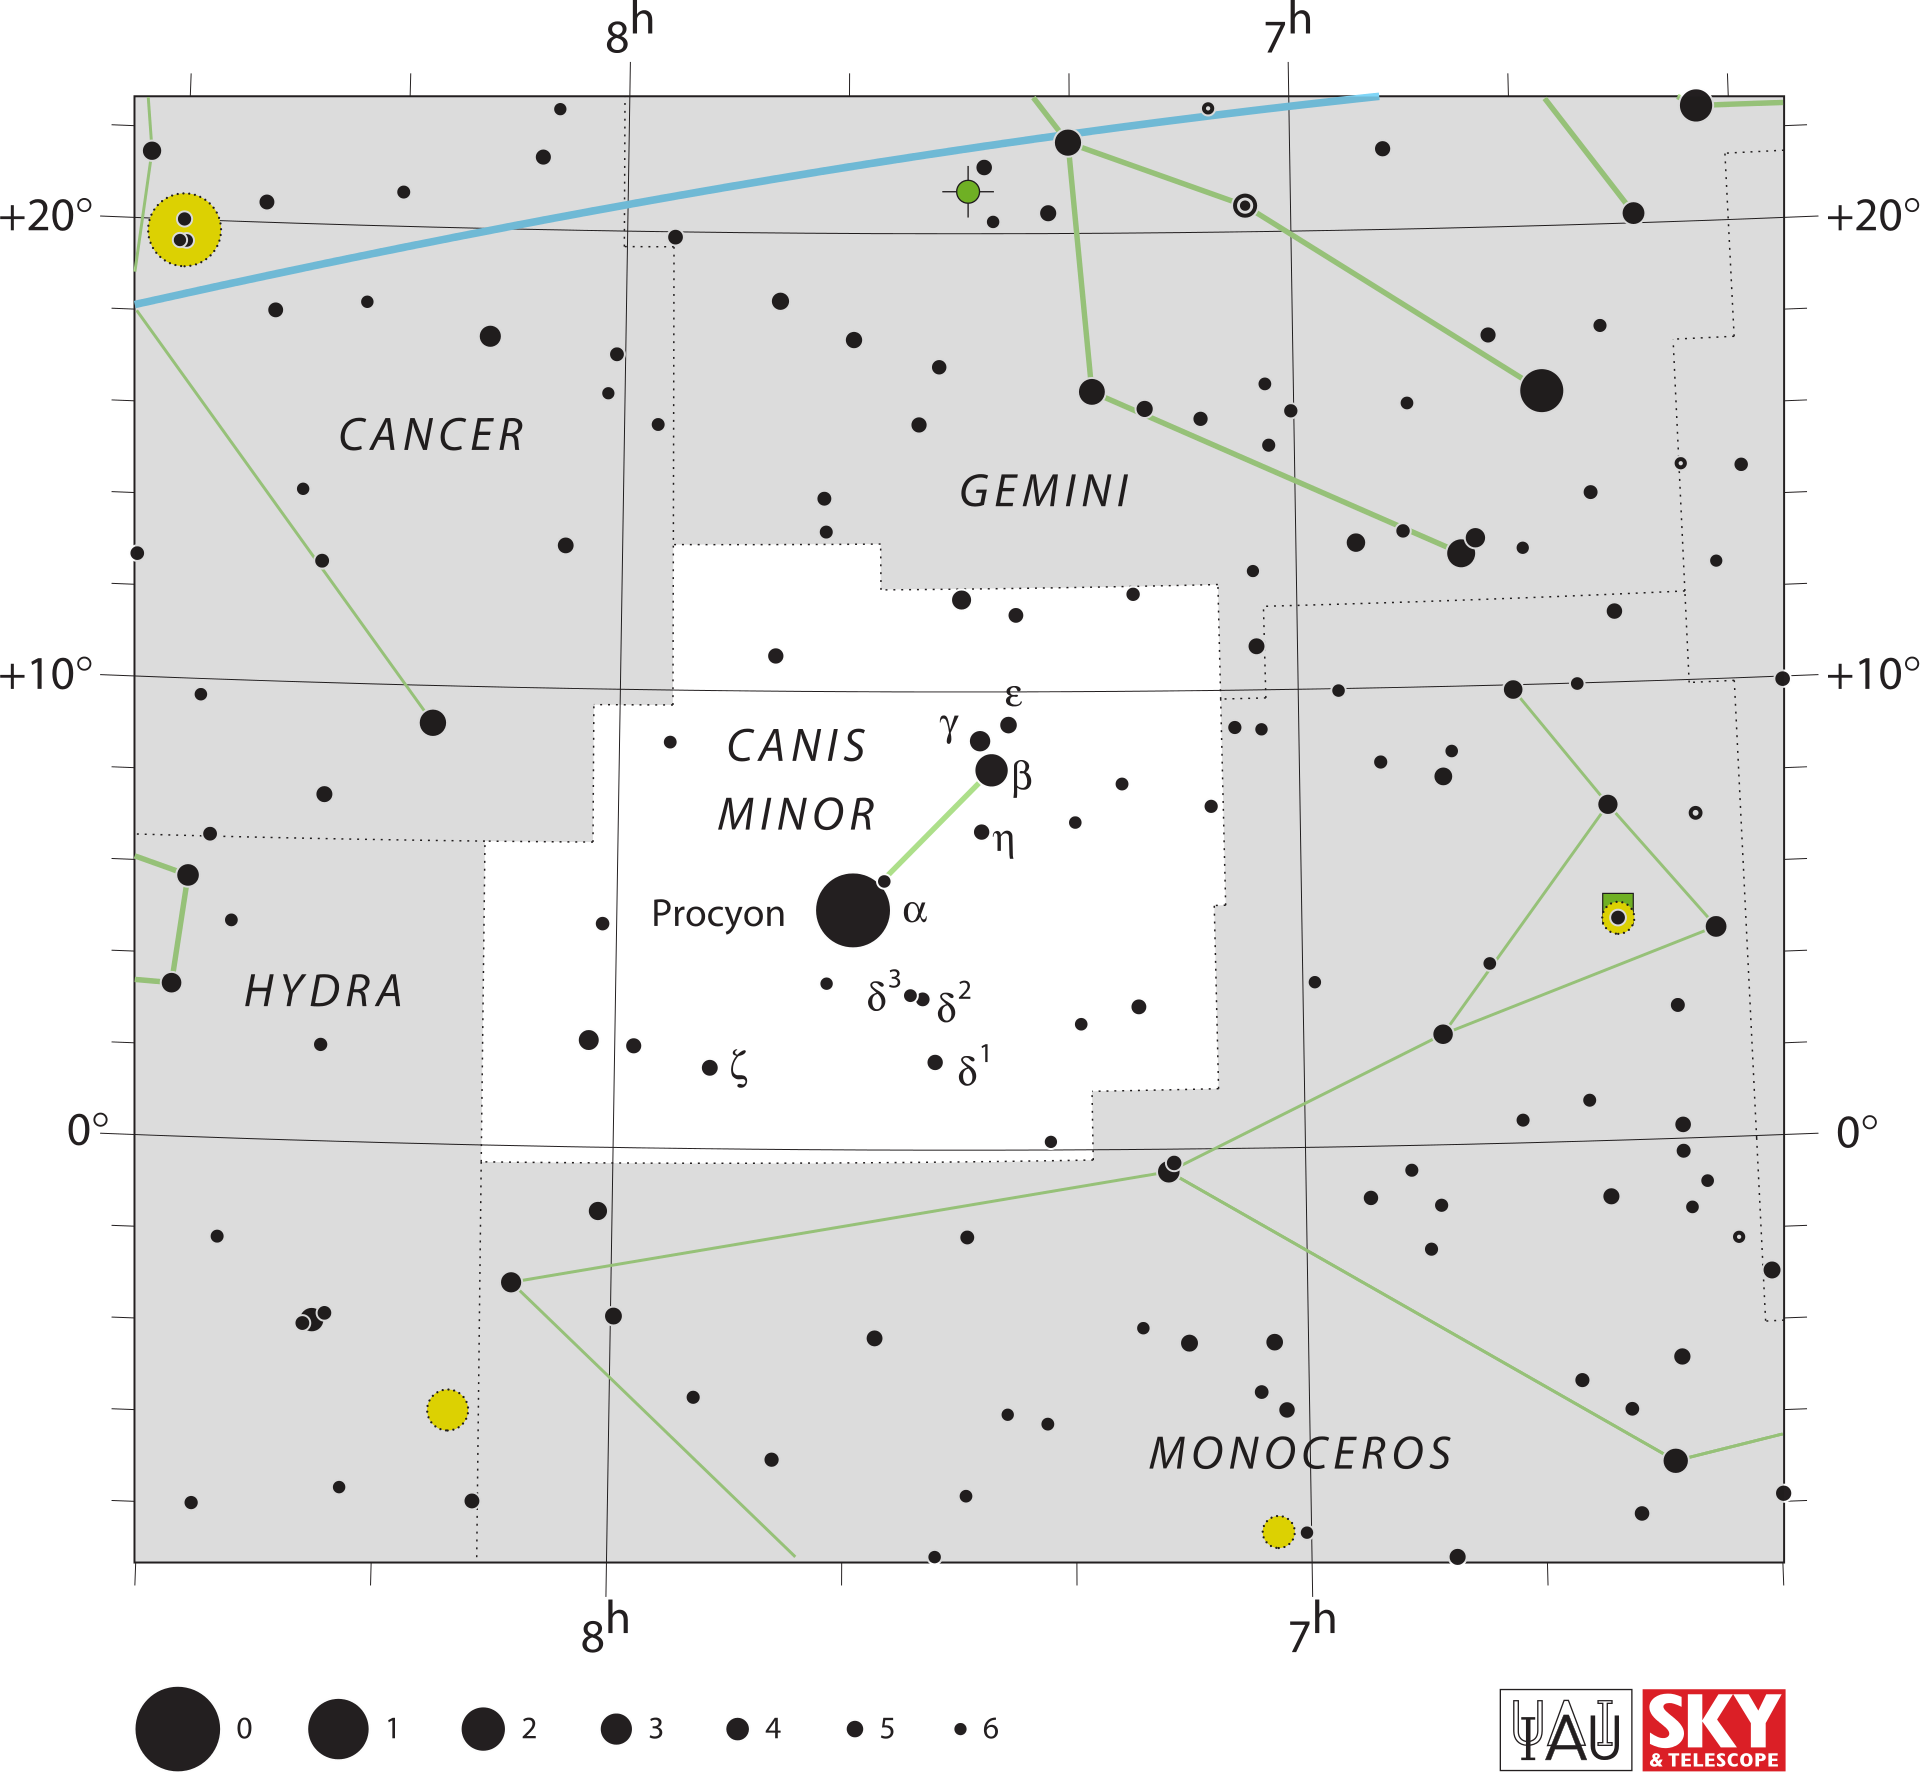 8h 7h
+20° +20°
CANCER
GEMINI
+10° +10°
ε
γ
CANIS
β
MINOR
η
Procyon α
δ3 δ2
HYDRA
ζ δ1
0° 0°
MONOCEROS
8h 7h
0 1 2 3 4 5 6
IAU
SKY
& TELESCOPE